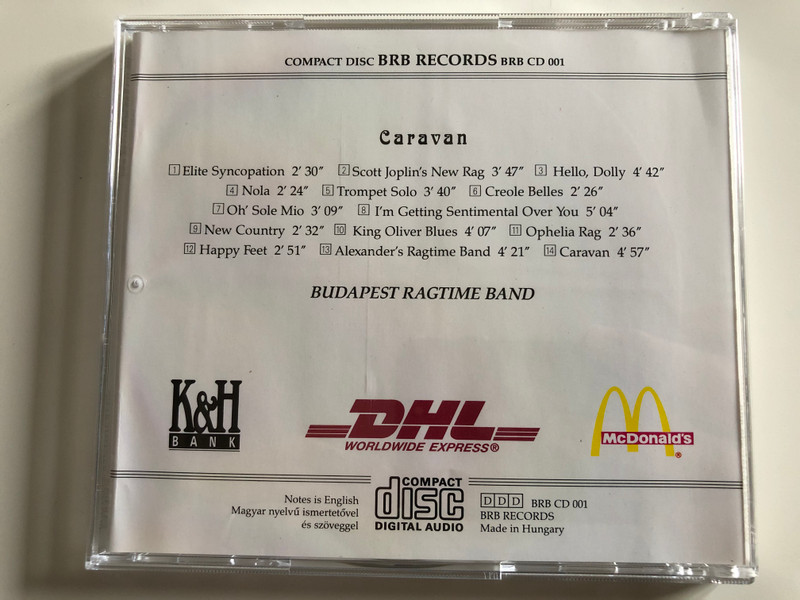 COMPACT DISC BRB RECORDS BRB CD 001
Caravan
1 Elite Syncopation 2' 30" 2 Scott Joplin's New Rag 3' 47" 3 Hello, Dolly 4' 42"
4 Nola 2' 24" 5 Trompet Solo 3' 40" 6 Creole Belles 2' 26"
7 Oh' Sole Mio 3' 09" 8 I'm Getting Sentimental Over You 5' 04"
9 New Country 2' 32" 10 King Oliver Blues 4' 07" 11 Ophelia Rag 2' 36"
12 Happy Feet 2' 51" 13 Alexander's Ragtime Band 4' 21" 14 Caravan 4' 57"
BUDAPEST RAGTIME BAND
K&H
BANK
DHL
WORLDWIDE EXPRESS®
McDonald's
®
Notes is English
Magyar nyelvű ismertetővel
és szöveggel
COMPACT
disc
DIGITAL AUDIO
DDD BRB CD 001
BRB RECORDS
Made in Hungary